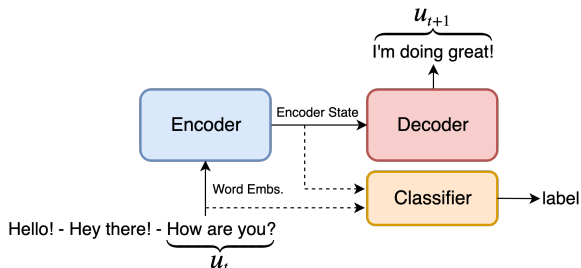 u_{t+1}
I'm doing great!
Encoder
Encoder State
Decoder
Word Embs.
Classifier
label
Hello! - Hey there! - How are you?
u_t